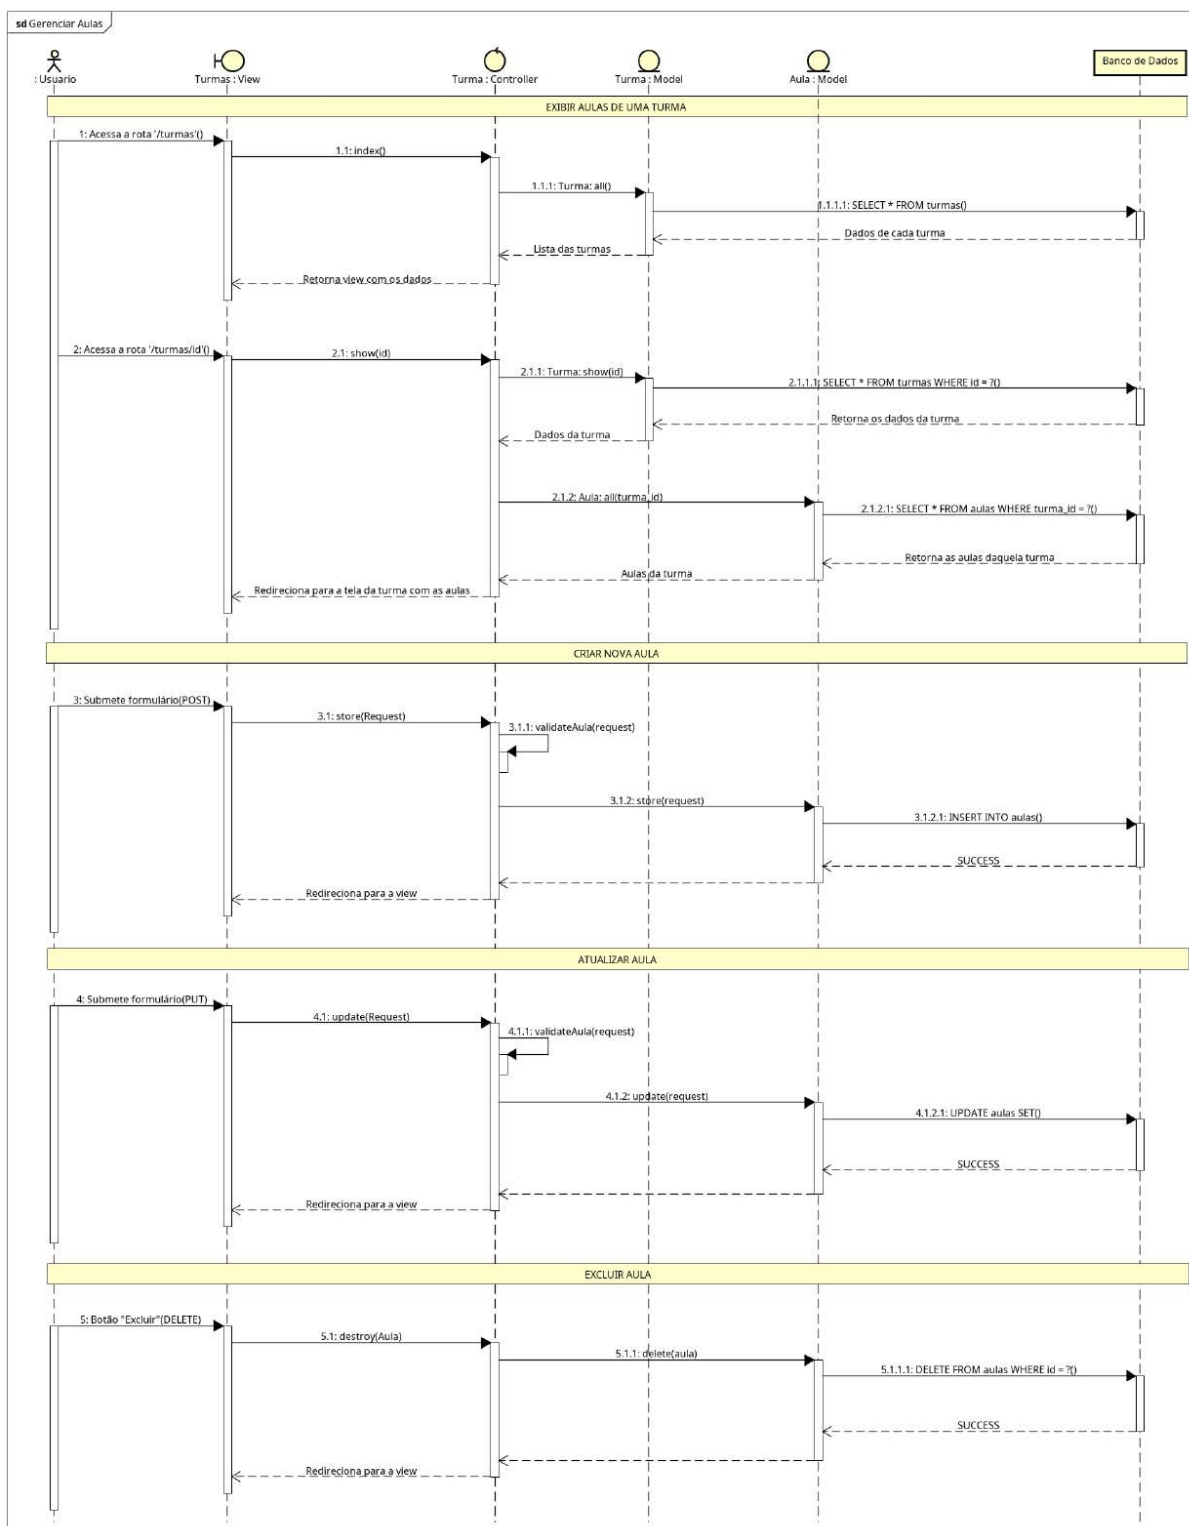 sd Gerenciar Aulas
: Usuario
Turmas : View
Turma : Controller
Turma : Model
Aula : Model
Banco de Dados
EXIBIR AULAS DE UMA TURMA
1: Acessa a rota '/turmas'()
1.1: index()
1.1.1: Turma: all()
1.1.1.1: SELECT * FROM turmas()
Dados de cada turma
Lista das turmas
Retorna view com os dados
2: Acessa a rota '/turmas/id'()
2.1: show(id)
2.1.1: Turma: show(id)
2.1.1.1: SELECT * FROM turmas WHERE id = ?()
Retorna os dados da turma
Dados da turma
2.1.2: Aula: all(turma_id)
2.1.2.1: SELECT * FROM aulas WHERE turma_id = ?()
Retorna as aulas daquela turma
Aulas da turma
Redireciona para a tela da turma com as aulas
CRIAR NOVA AULA
3: Submete formulário(POST)
3.1: store(Request)
3.1.1: validateAula(request)
3.1.2: store(request)
3.1.2.1: INSERT INTO aulas()
SUCCESS
Redireciona para a view
ATUALIZAR AULA
4: Submete formulário(PUT)
4.1: update(Request)
4.1.1: validateAula(request)
4.1.2: update(request)
4.1.2.1: UPDATE aulas SET()
SUCCESS
Redireciona para a view
EXCLUIR AULA
5: Botão "Excluir"(DELETE)
5.1: destroy(Aula)
5.1.1: delete(aula)
5.1.1.1: DELETE FROM aulas WHERE id = ?()
SUCCESS
Redireciona para a view